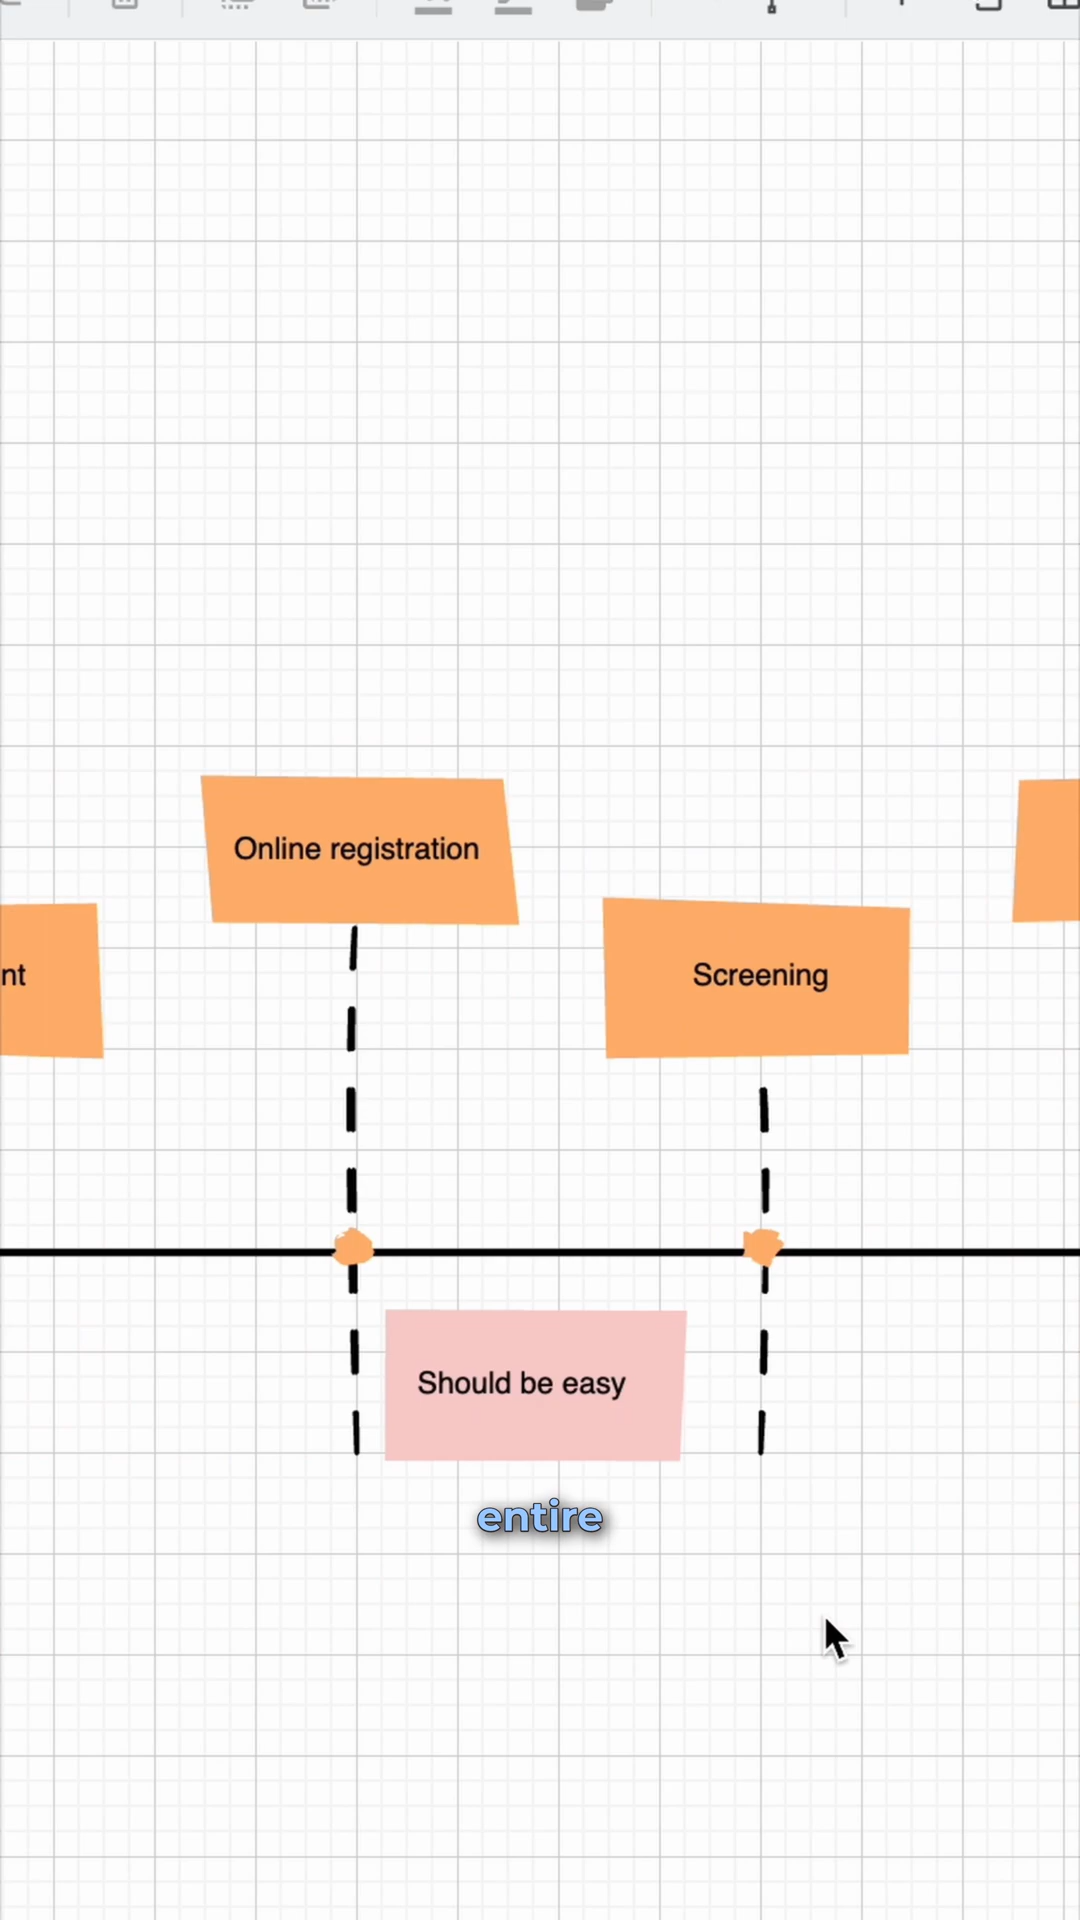 Online registration
nt
Screening
Should be easy
entire